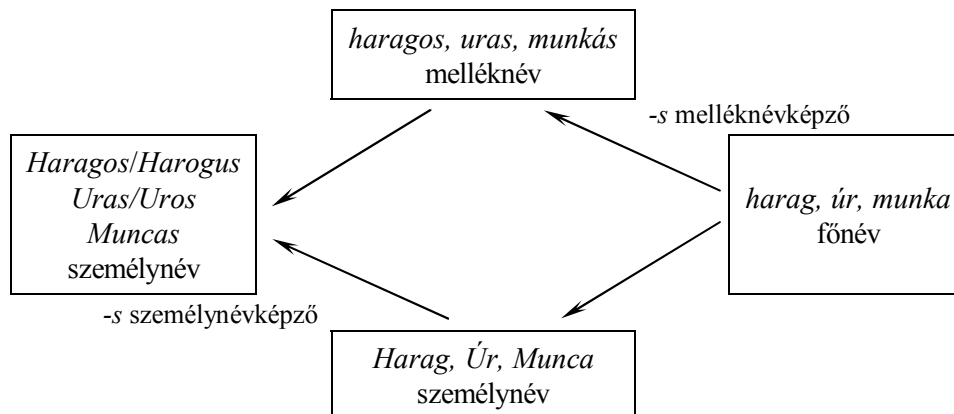 haragos, uras, munkás
melléknév
-s melléknévképző
Haragos/Harogus
Uras/Uros
Muncas
személynév
harag, úr, munka
főnév
-s személynévképző
Harag, Úr, Munca
személynév